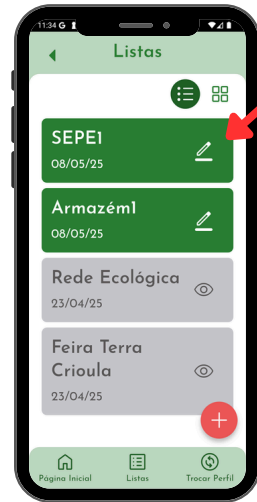 11:34 G
Listas
SEPE1
08/05/25
Armazém1
08/05/25
Rede Ecológica
23/04/25
Feira Terra
Crioula
23/04/25
Página Inicial
Listas
Trocar Perfil